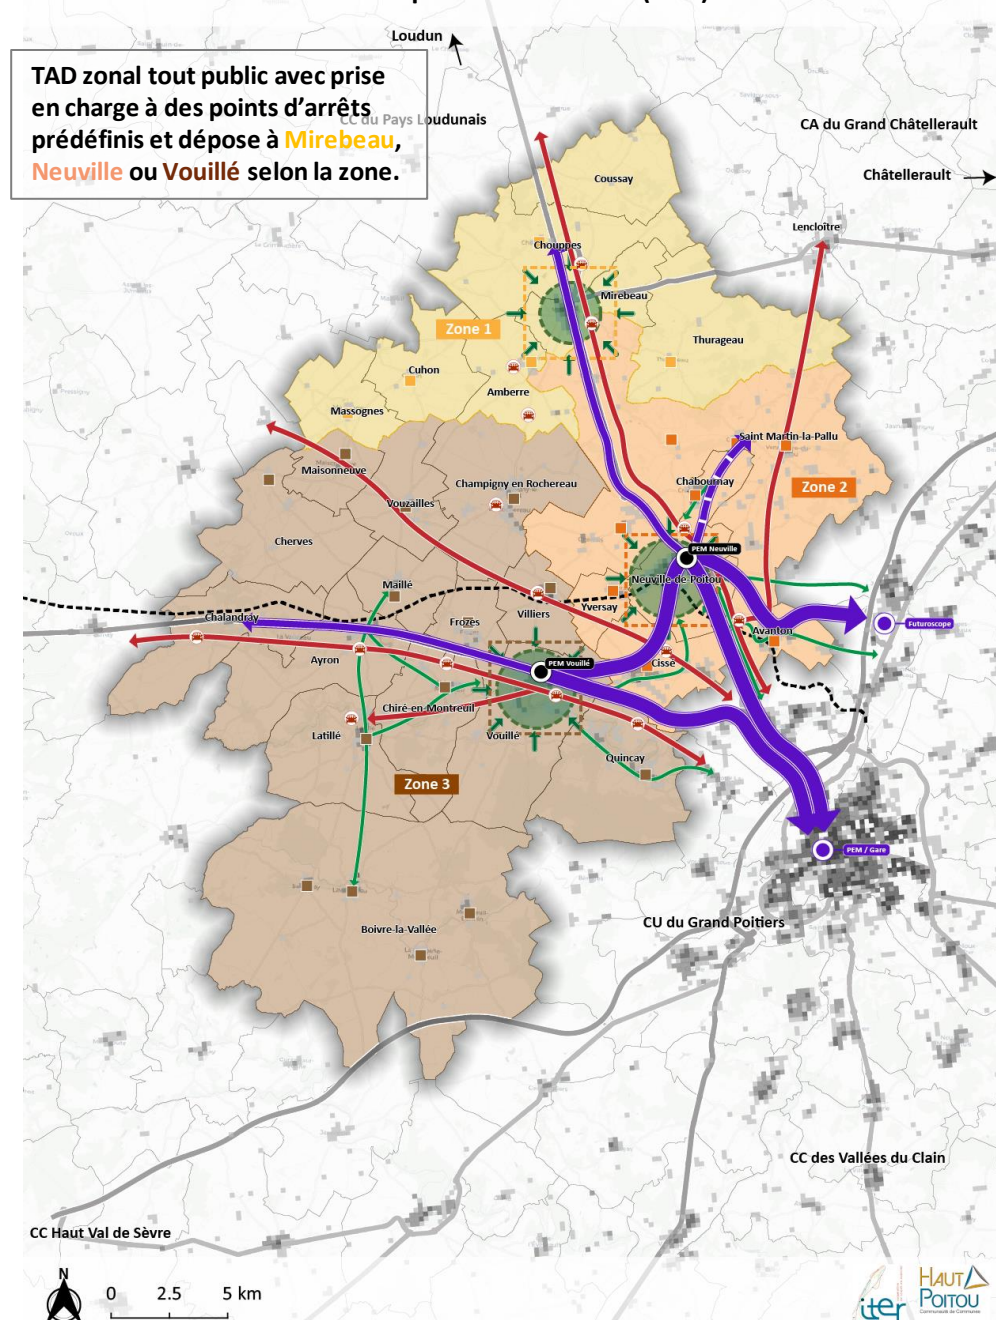 Loudun
TAD zonal tout public avec prise
en charge à des points d'arrêts
prédéfinis et dépose à Mirebeau,
Neuville ou Vouillé selon la zone.
CC du Pays Loudunais
CA du Grand Châtellerault
Châtellerault
Coussay
Lencloître
Chouppes
Mirebeau
Zone 1
Thurageau
Cuhon
Amberre
Massognes
Saint Martin-la-Pallu
Maisonneuve
Champigny en Rochereau
Chabournay
Zone 2
Vouzailles
Cherves
PEM Neuville
Neuville-de-Poitou
Maillé
Villiers
Yversay
Chalandray
Frozes
Avanton
Futuroscope
Ayron
PEM Vouillé
Cissé
Chiré-en-Montreuil
Latillé
Vouillé
Quincay
Zone 3
PEM / Gare
CU du Grand Poitiers
Boivre-la-Vallée
CC des Vallées du Clain
CC Haut Val de Sèvre
N
0 2.5 5 km
iter
HAUT
POITOU
Communauté de Communes